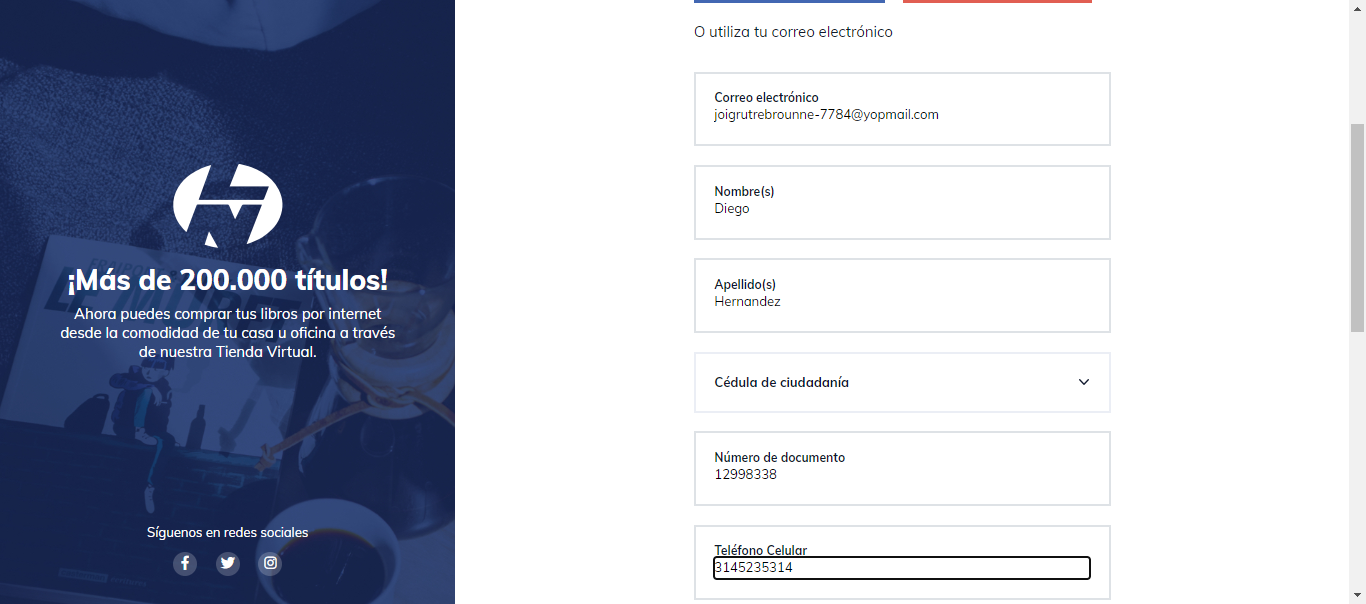 ¡Más de 200.000 títulos!
Ahora puedes comprar tus libros por internet
desde la comodidad de tu casa u oficina a través
de nuestra Tienda Virtual.
Síguenos en redes sociales
O utiliza tu correo electrónico
Correo electrónico
joigrutrebrounne-7784@yopmail.com
Nombre(s)
Diego
Apellido(s)
Hernandez
Cédula de ciudadanía
Número de documento
12998338
Teléfono Celular
3145235314